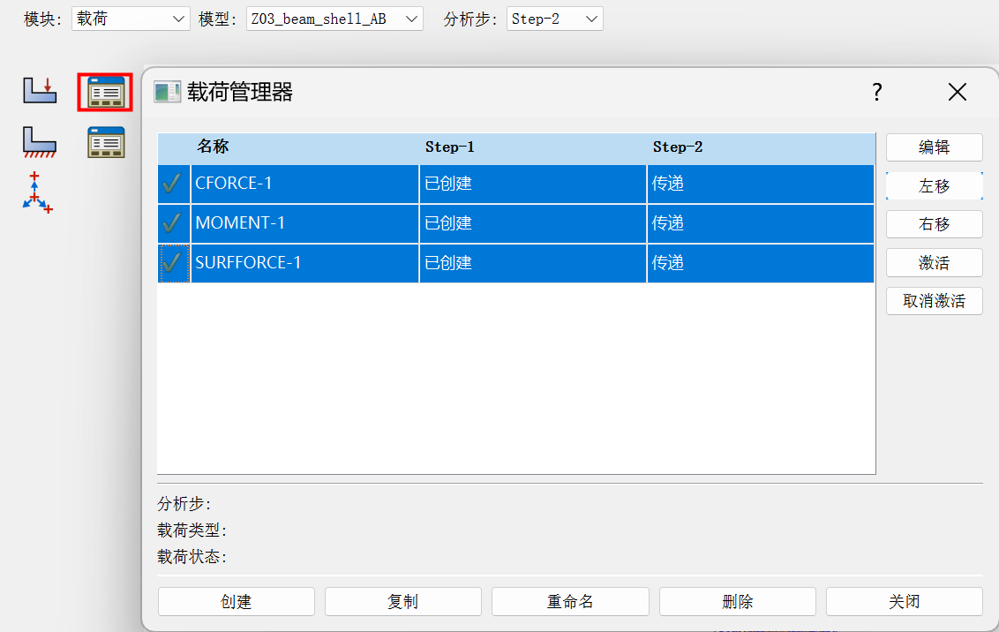 模块: 载荷 模型: Z03_beam_shell_AB 分析步: Step-2
载荷管理器 ?
名称 Step-1 Step-2
CFORCE-1 已创建 传递
MOMENT-1 已创建 传递
SURFFORCE-1 已创建 传递
编辑
左移
右移
激活
取消激活
分析步:
载荷类型:
载荷状态:
创建 复制 重命名 删除 关闭